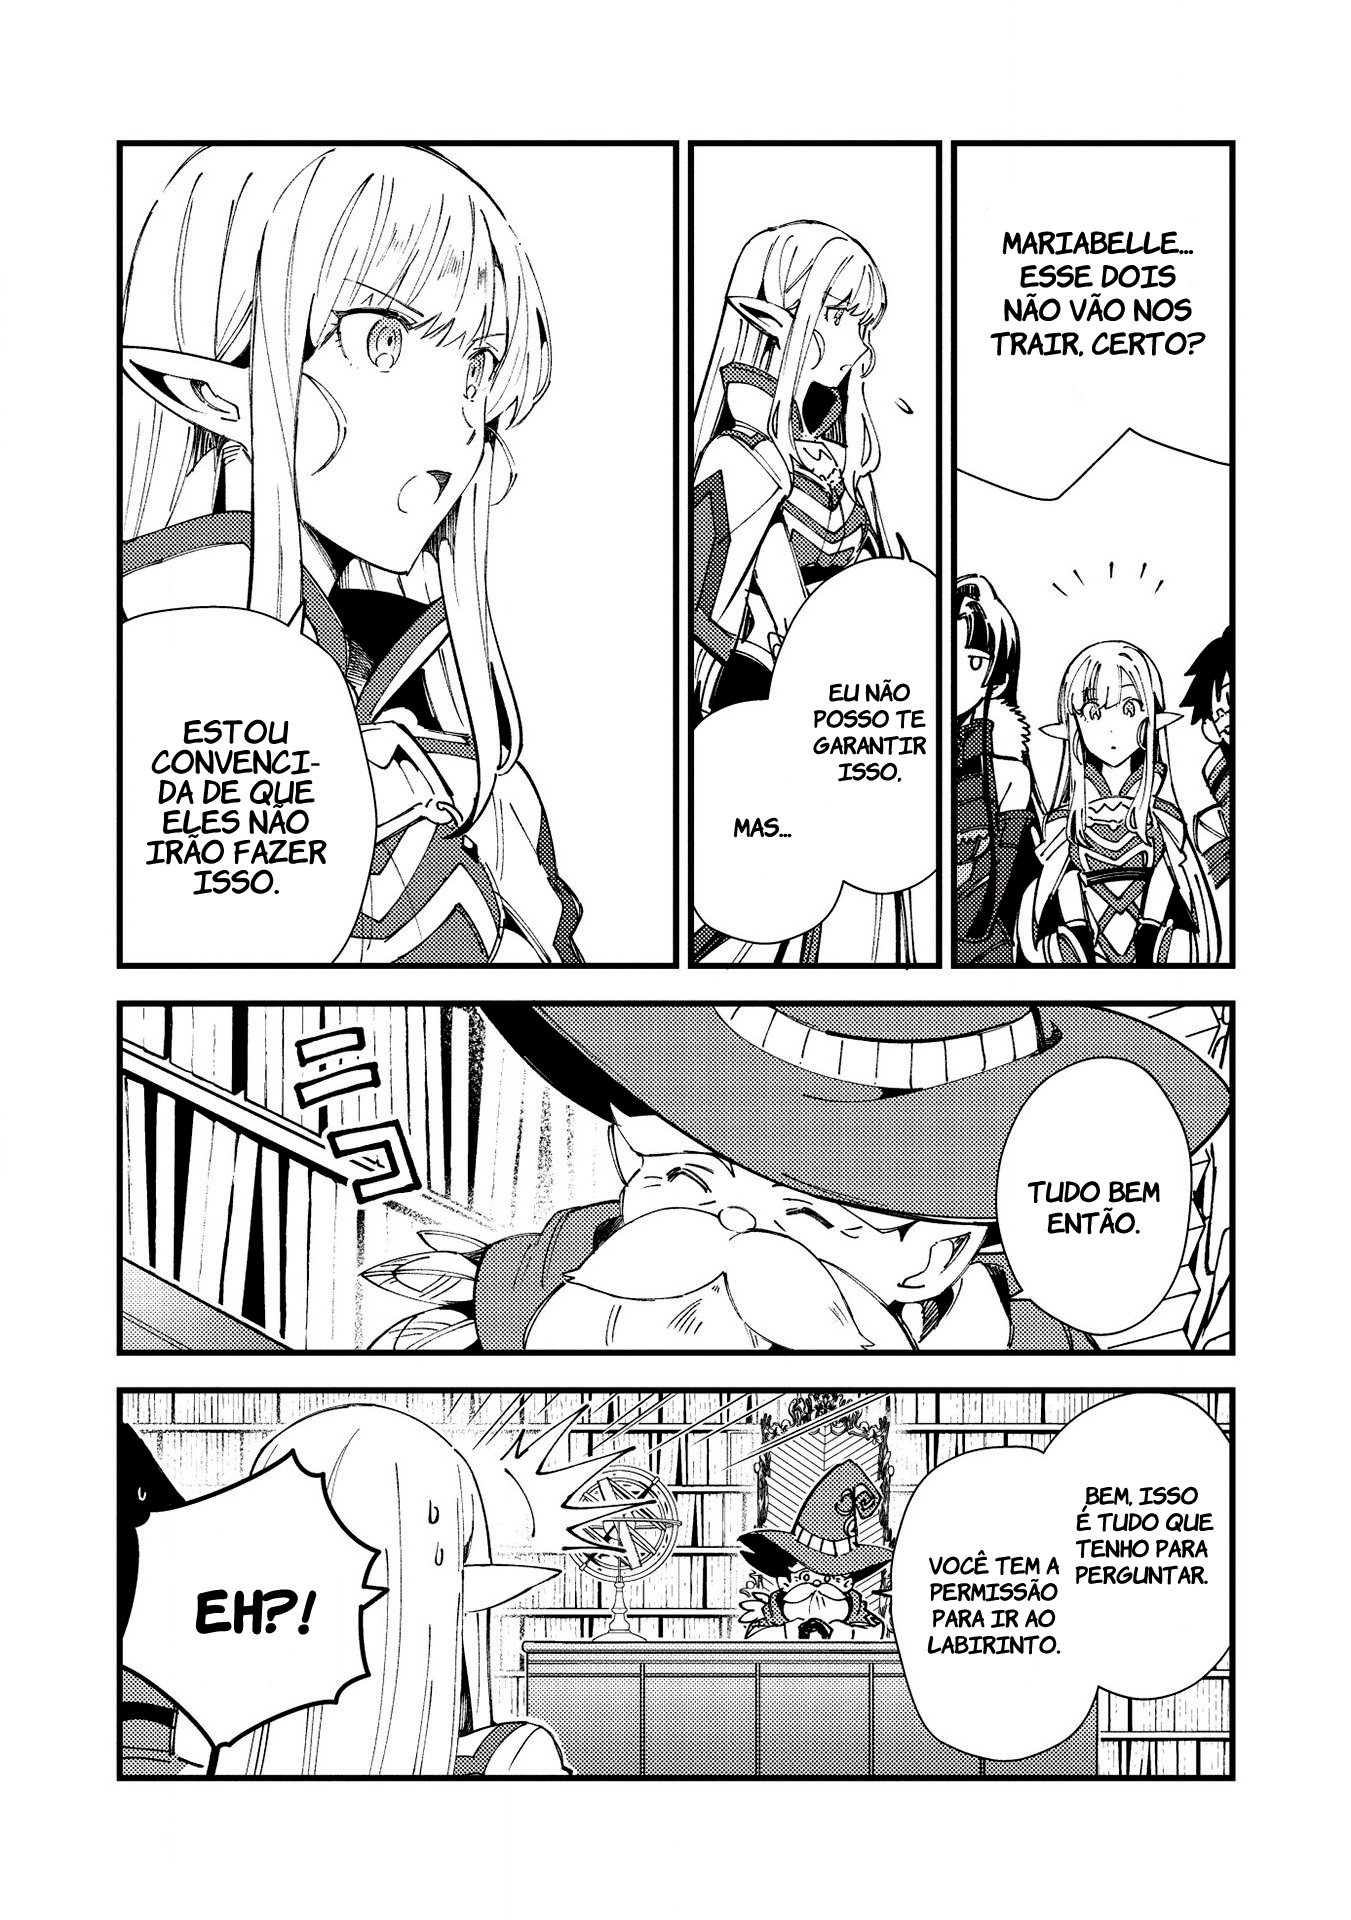 MARIABELLE...
ESSE DOIS
NÃO VÃO NOS
TRAIR, CERTO?
EU NÃO
POSSO TE
GARANTIR
ISSO,
MAS...
ESTOU
CONVENCI-
DA DE QUE
ELES NÃO
IRÃO FAZER
ISSO.
TUDO BEM
ENTÃO.
ニコ
BEM, ISSO
É TUDO QUE
TENHO PARA
PERGUNTAR.
VOCÊ TEM A
PERMISSÃO
PARA IR AO
LABIRINTO.
EH?!